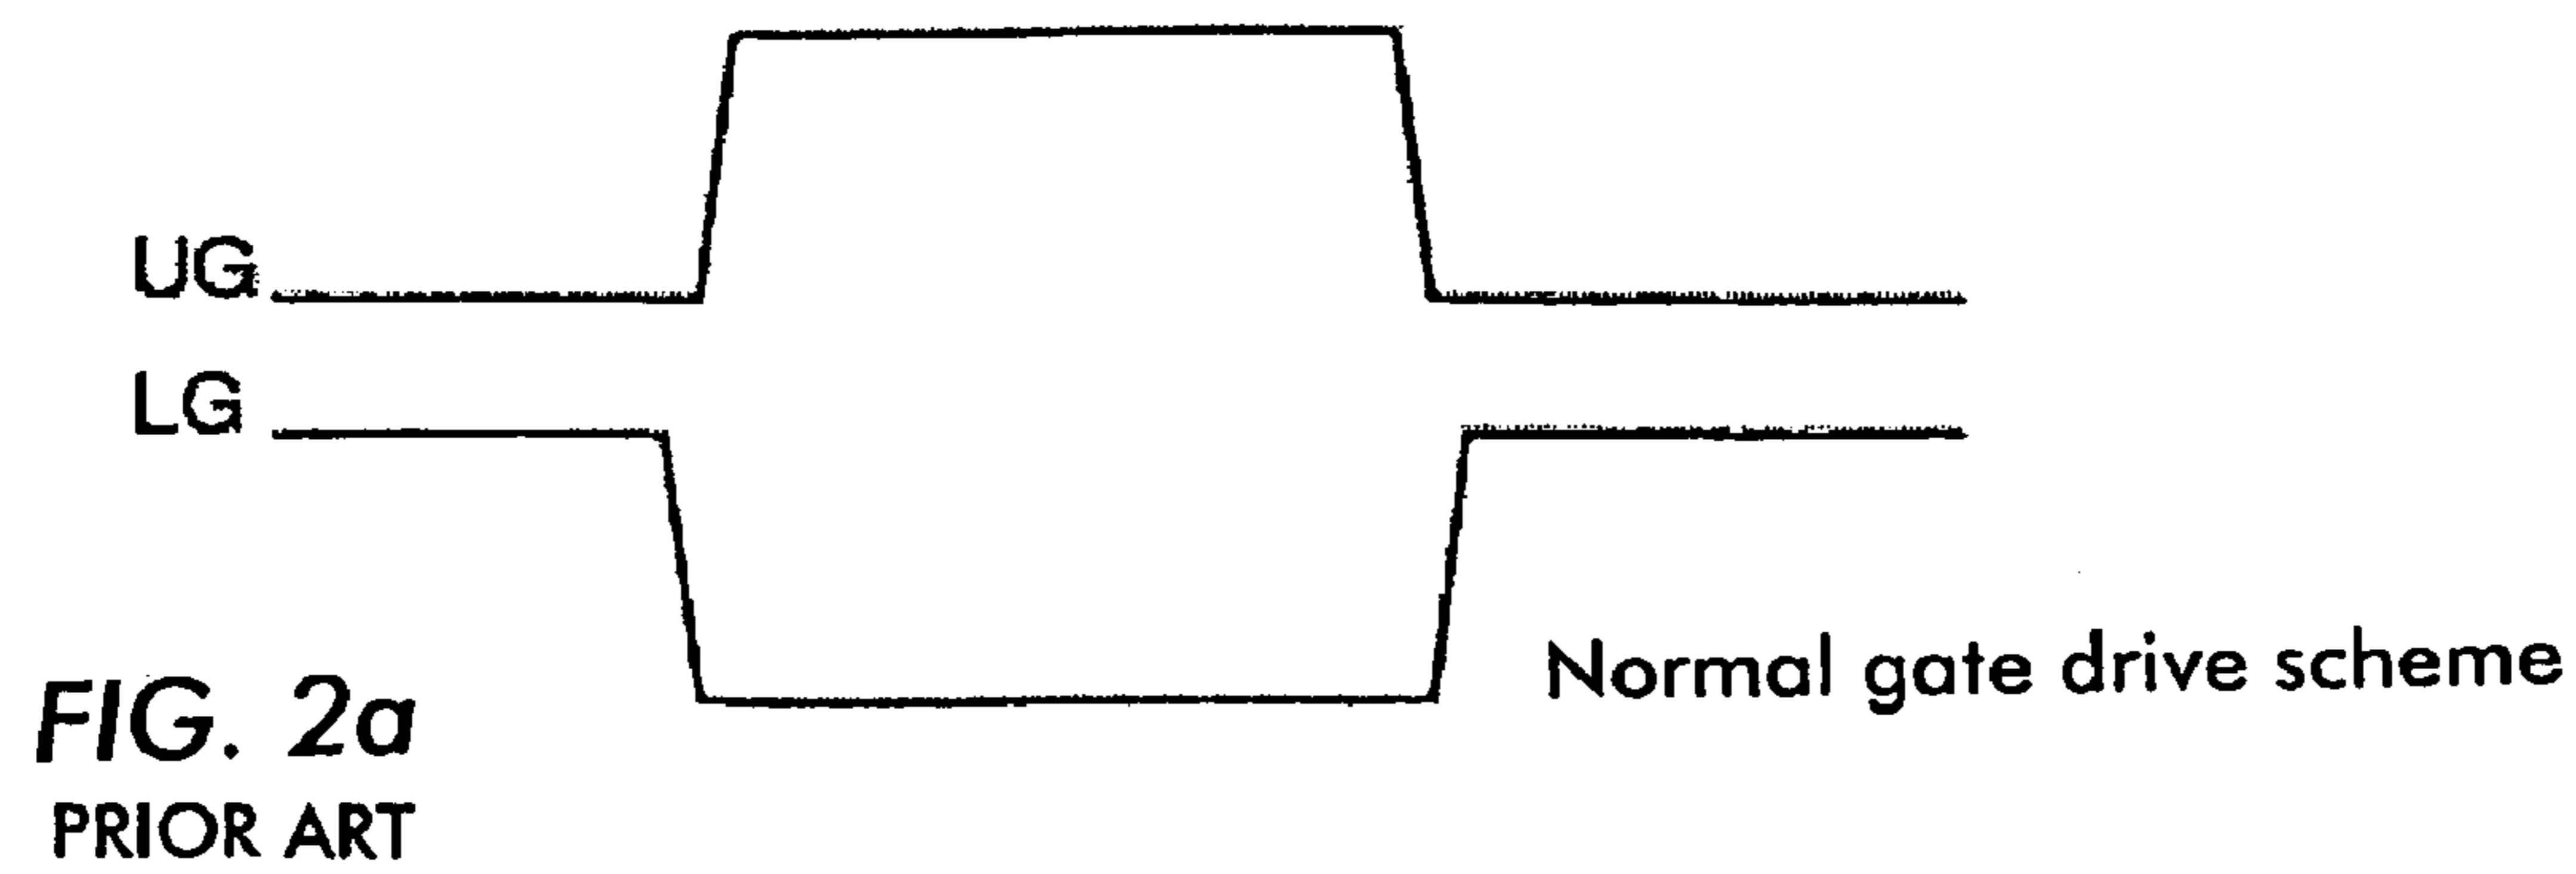 UG
LG
Normal gate drive scheme
FIG. 2a
PRIOR ART